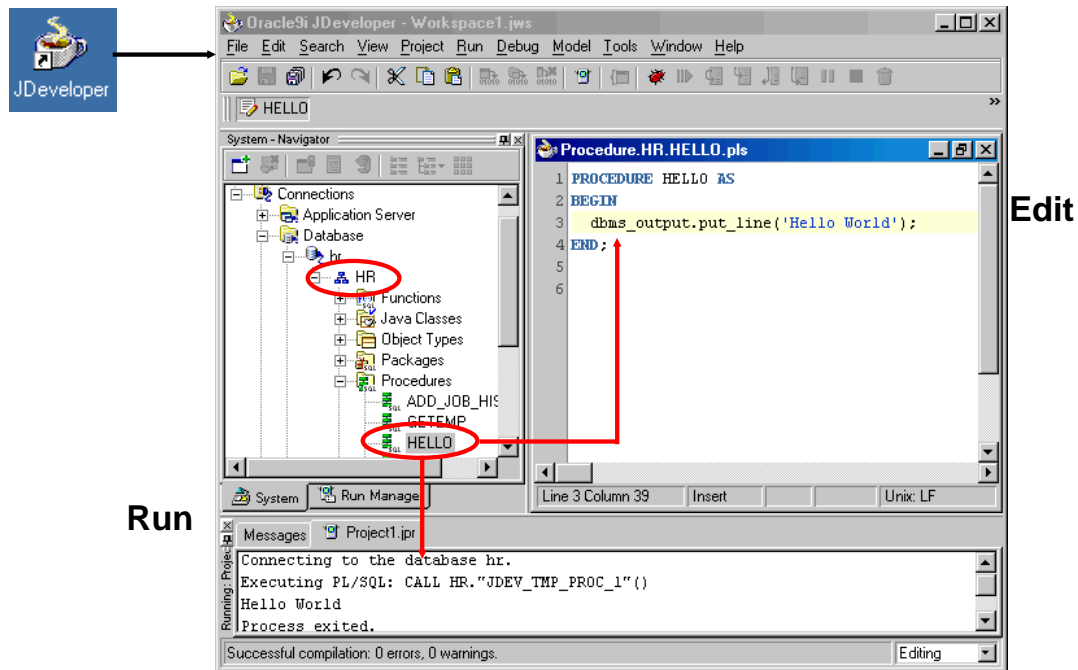 JDeveloper
Oracle9i JDeveloper - Workspace1.jws
File Edit Search View Project Run Debug Model Tools Window Help
HELLO
System - Navigator
Connections
Application Server
Database
hr
HR
Functions
Java Classes
Object Types
Packages
Procedures
ADD_JOB_HIS
GETEMP
HELLO
System Run Manage
Procedure.HR.HELLO.pls
1 PROCEDURE HELLO AS
2 BEGIN
3 dbms_output.put_line('Hello World');
4 END;
5
6
Line 3 Column 39 Insert Unix: LF
Edit
Run
Messages Project1.jpr
Running: Projec
Connecting to the database hr.
Executing PL/SQL: CALL HR."JDEV_TMP_PROC_1"()
Hello World
Process exited.
Successful compilation: 0 errors, 0 warnings. Editing